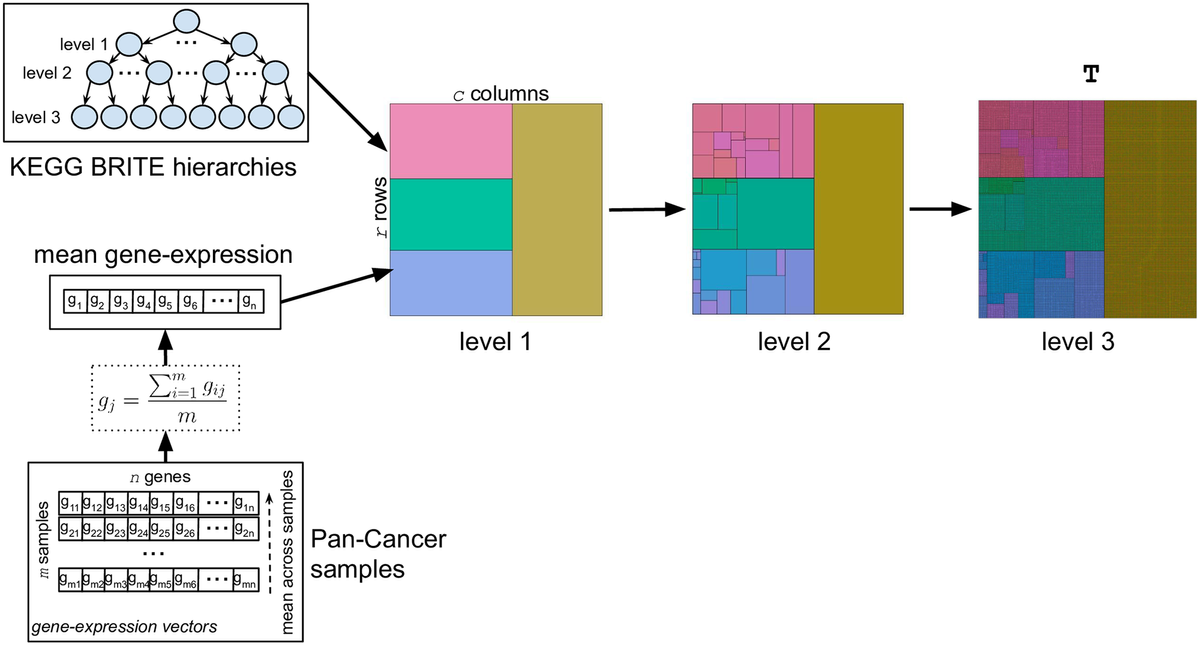 level 1
...
level 2
... ... ...
level 3
KEGG BRITE hierarchies
mean gene-expression
g1 g2 g3 g4 g5 g6 ... gn
gj = ∑i=1^m gij / m
n genes
m samples
g11 g12 g13 g14 g15 g16 ... g1n
g21 g22 g23 g24 g25 g26 ... g2n
...
gm1 gm2 gm3 gm4 gm5 gm6 ... gmn
mean across samples
gene-expression vectors
Pan-Cancer
samples
c columns
r rows
level 1
level 2
T
level 3